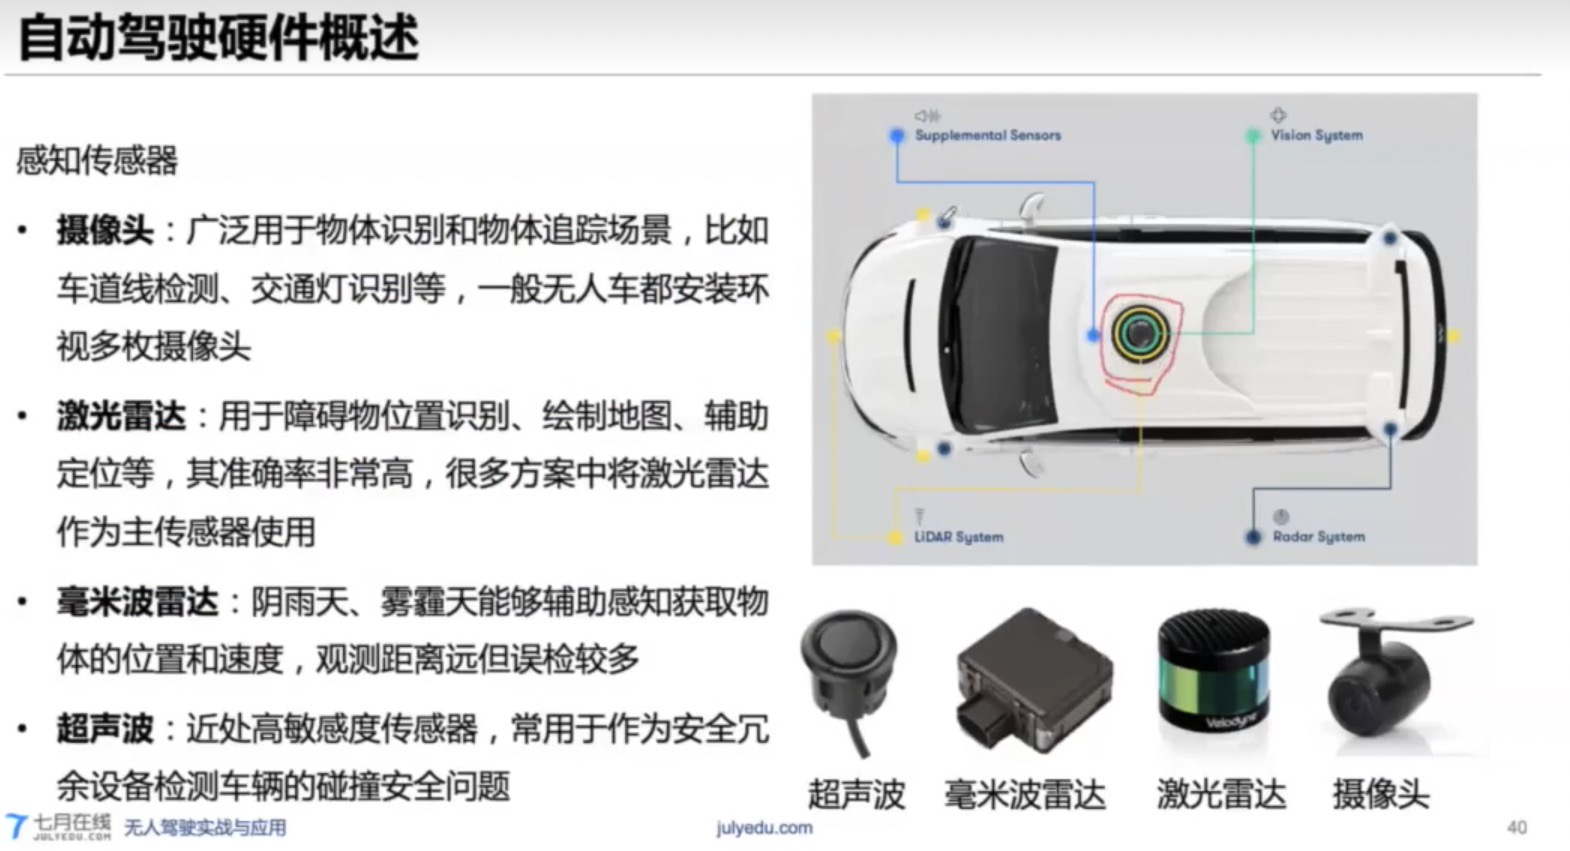 自动驾驶硬件概述
感知传感器
• 摄像头：广泛用于物体识别和物体追踪场景，比如
车道线检测、交通灯识别等，一般无人车都安装环
视多枚摄像头
• 激光雷达：用于障碍物位置识别、绘制地图、辅助
定位等，其准确率非常高，很多方案中将激光雷达
作为主传感器使用
• 毫米波雷达：阴雨天、雾霾天能够辅助感知获取物
体的位置和速度，观测距离远但误检较多
• 超声波：近处高敏感度传感器，常用于作为安全冗
余设备检测车辆的碰撞安全问题
Supplemental Sensors
Vision System
LiDAR System
Radar System
Velodyne
超声波
毫米波雷达
激光雷达
摄像头
七月在线
JULYEDU.COM
无人驾驶实战与应用
julyedu.com
40